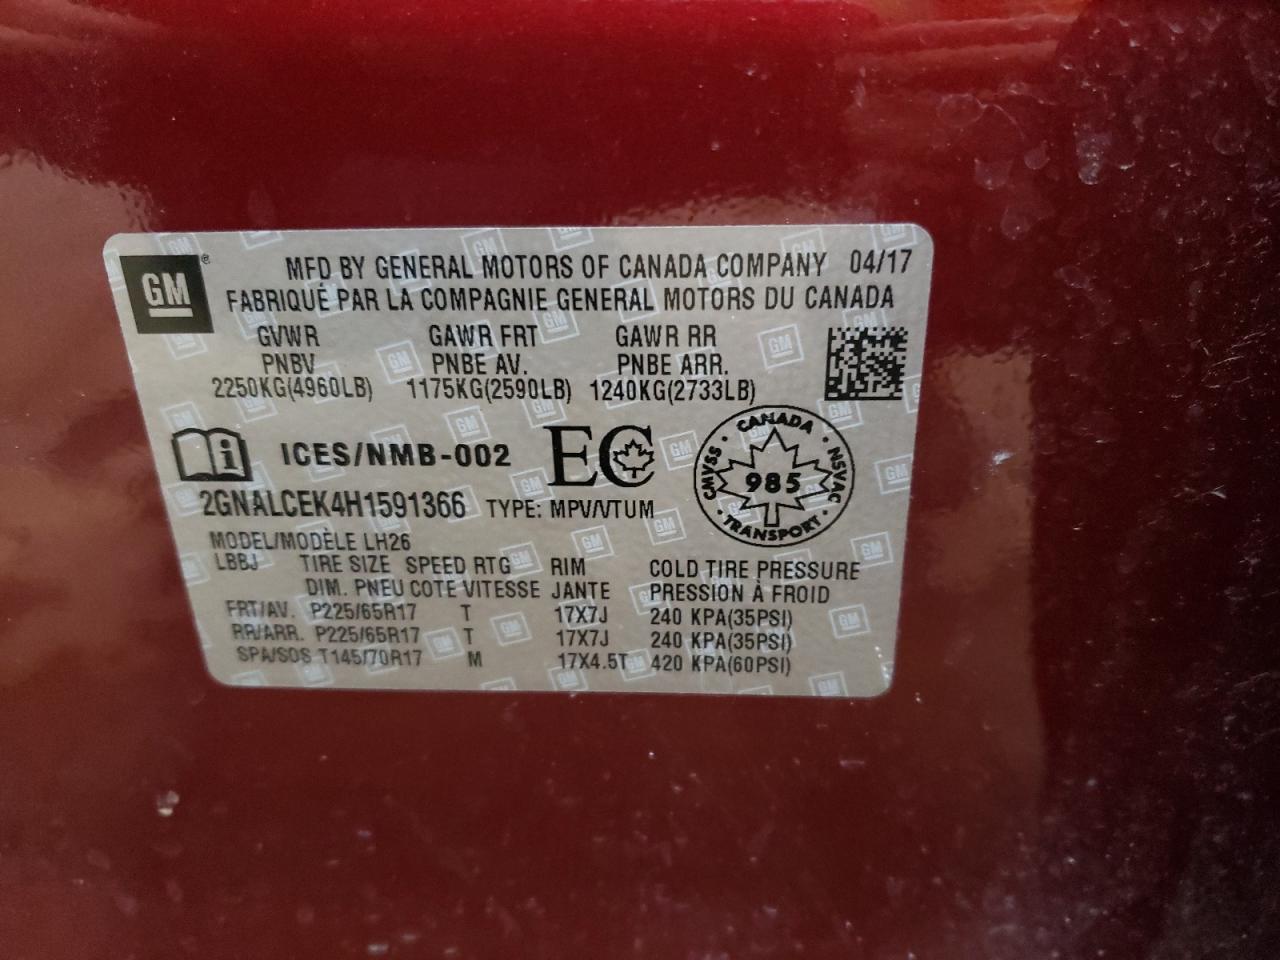 GM®
MFD BY GENERAL MOTORS OF CANADA COMPANY 04/17
FABRIQUÉ PAR LA COMPAGNIE GENERAL MOTORS DU CANADA
GVWR GAWR FRT GAWR RR
PNBV PNBE AV. PNBE ARR.
2250KG(4960LB) 1175KG(2590LB) 1240KG(2733LB)
i ICES/NMB-002 EC
CANADA
CMVSS 985 NSVAC
TRANSPORT
2GNALCEK4H1591366 TYPE: MPV/VTUM
MODEL/MODÈLE LH26
LBBJ TIRE SIZE SPEED RTG RIM COLD TIRE PRESSURE
DIM. PNEU COTE VITESSE JANTE PRESSION À FROID
FRT/AV. P225/65R17 T 17X7J 240 KPA(35PSI)
RR/ARR. P225/65R17 T 17X7J 240 KPA(35PSI)
SPA/SOS T145/70R17 M 17X4.5T 420 KPA(60PSI)